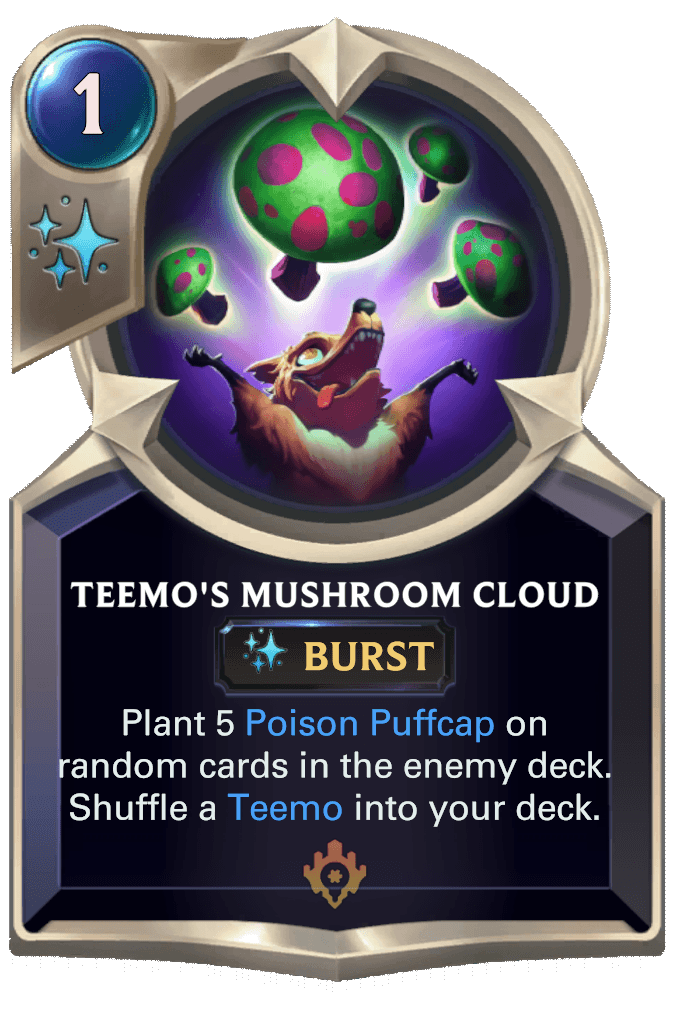 1
TEEMO'S MUSHROOM CLOUD
BURST
Plant 5 Poison Puffcap on
random cards in the enemy deck.
Shuffle a Teemo into your deck.